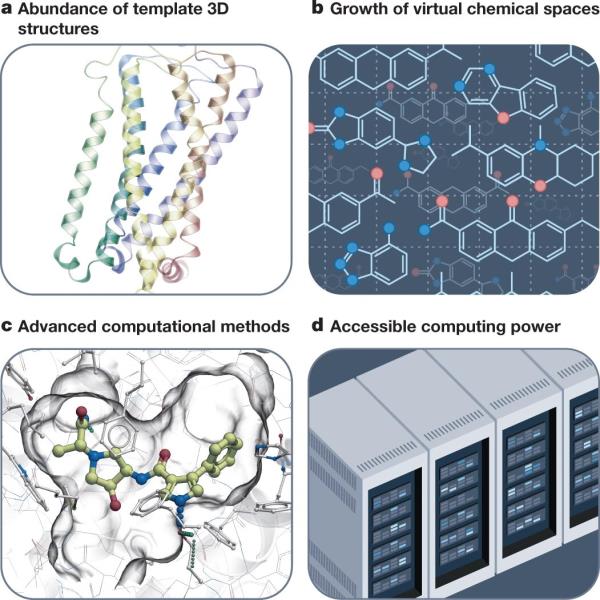 a Abundance of template 3D
structures
b Growth of virtual chemical spaces
c Advanced computational methods
d Accessible computing power